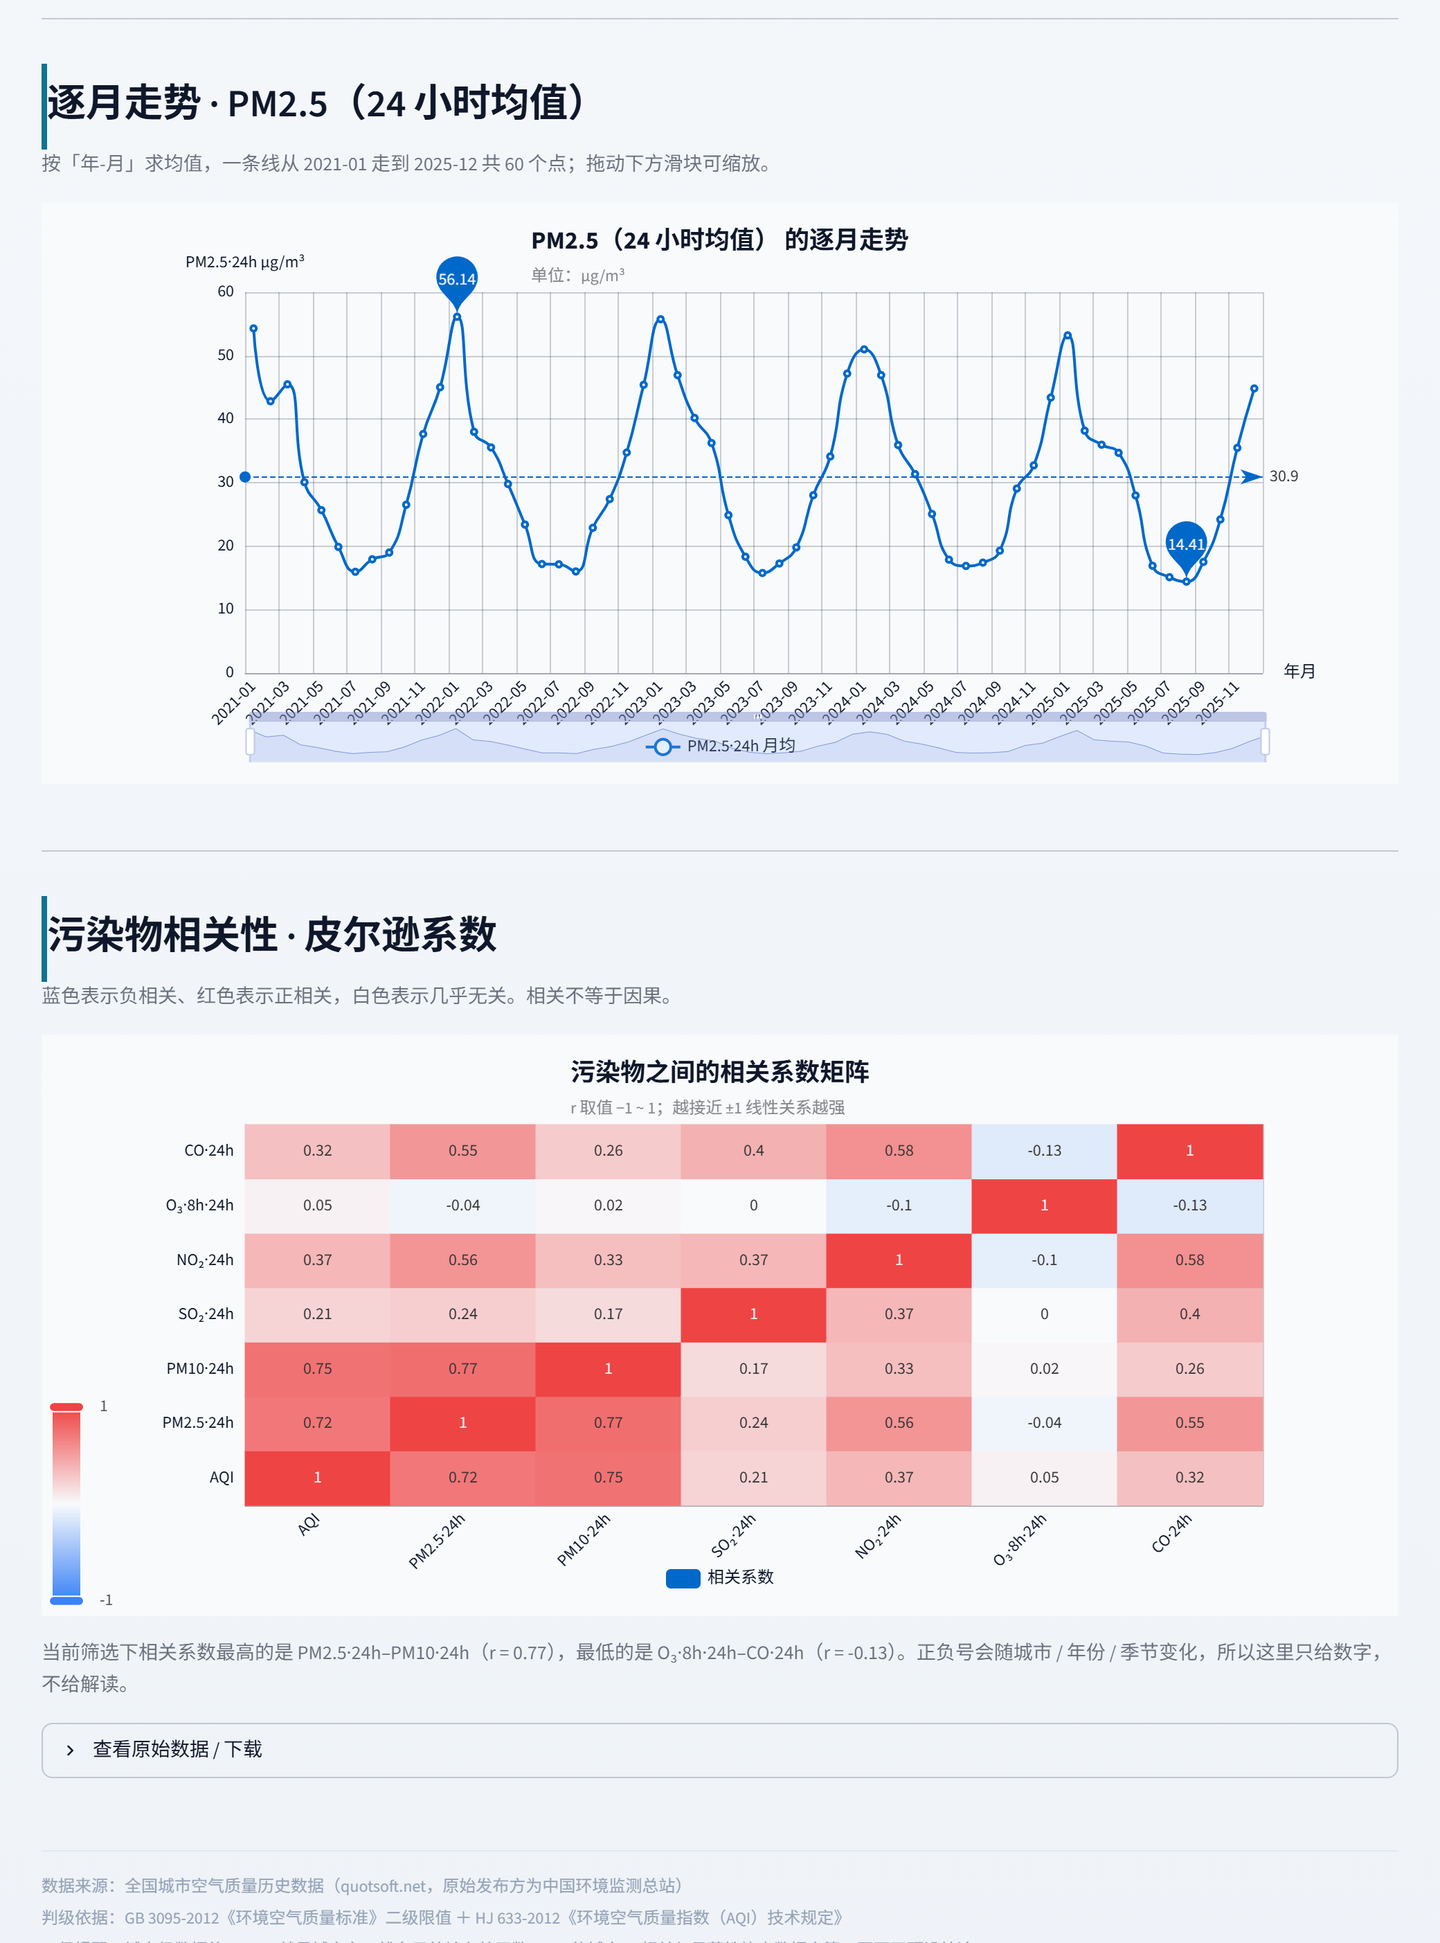 逐月走势 · PM2.5（24 小时均值）
按「年-月」求均值，一条线从 2021-01 走到 2025-12 共 60 个点；拖动下方滑块可缩放。
PM2.5（24 小时均值） 的逐月走势
单位：μg/m³
PM2.5·24h μg/m³
56.14
60
50
40
30
20
10
0
30.9
14.41
年月
2021-01
2021-03
2021-05
2021-07
2021-09
2021-11
2022-01
2022-03
2022-05
2022-07
2022-09
2022-11
2023-01
2023-03
2023-05
2023-07
2023-09
2023-11
2024-01
2024-03
2024-05
2024-07
2024-09
2024-11
2025-01
2025-03
2025-05
2025-07
2025-09
2025-11
PM2.5·24h 月均
污染物相关性 · 皮尔逊系数
蓝色表示负相关、红色表示正相关，白色表示几乎无关。相关不等于因果。
污染物之间的相关系数矩阵
r 取值 −1 ~ 1；越接近 ±1 线性关系越强
CO·24h 0.32 0.55 0.26 0.4 0.58 -0.13 1
O₃·8h·24h 0.05 -0.04 0.02 0 -0.1 1 -0.13
NO₂·24h 0.37 0.56 0.33 0.37 1 -0.1 0.58
SO₂·24h 0.21 0.24 0.17 1 0.37 0 0.4
PM10·24h 0.75 0.77 1 0.17 0.33 0.02 0.26
PM2.5·24h 0.72 1 0.77 0.24 0.56 -0.04 0.55
AQI 1 0.72 0.75 0.21 0.37 0.05 0.32
1
-1
AQI
PM2.5·24h
PM10·24h
SO₂·24h
NO₂·24h
O₃·8h·24h
CO·24h
相关系数
当前筛选下相关系数最高的是 PM2.5·24h–PM10·24h（r = 0.77），最低的是 O₃·8h·24h–CO·24h（r = -0.13）。正负号会随城市 / 年份 / 季节变化，所以这里只给数字，
不给解读。
查看原始数据 / 下载
数据来源：全国城市空气质量历史数据（quotsoft.net，原始发布方为中国环境监测总站）
判级依据：GB 3095-2012《环境空气质量标准》二级限值 ＋ HJ 633-2012《环境空气质量指数（AQI）技术规定》